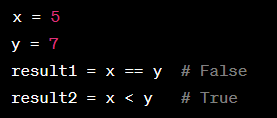 x = 5
y = 7
result1 = x == y  # False
result2 = x < y   # True